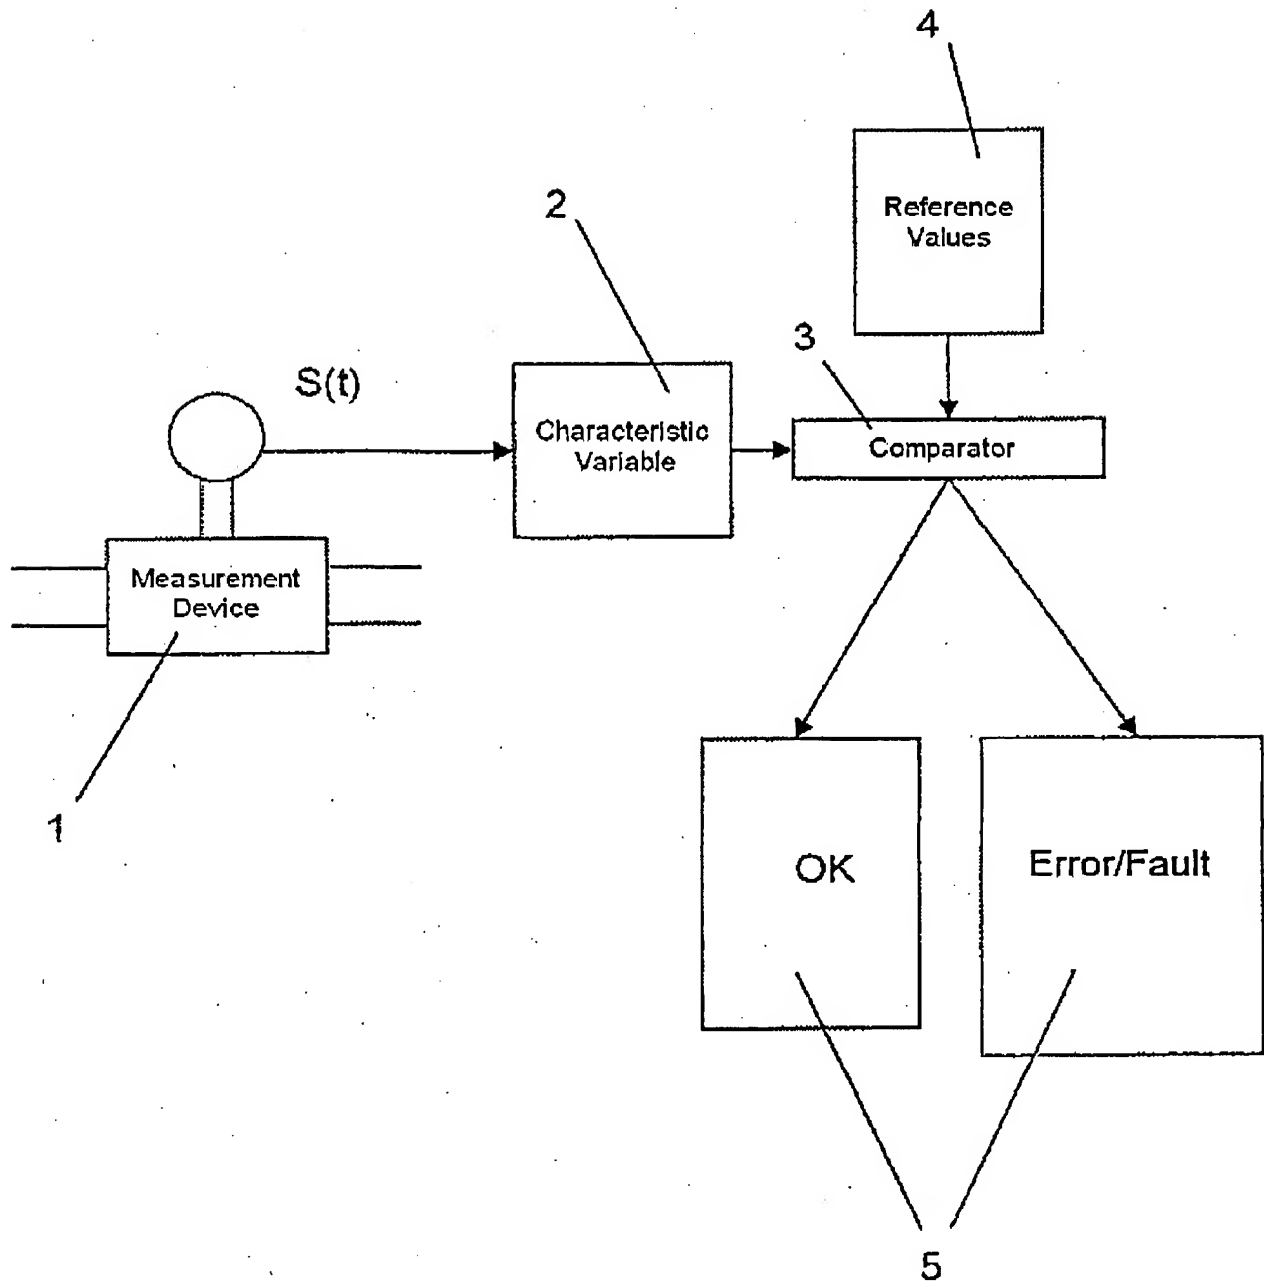 4
Reference
Values
2
3
S(t)
Characteristic
Variable
Comparator
Measurement
Device
1
OK
Error/Fault
5